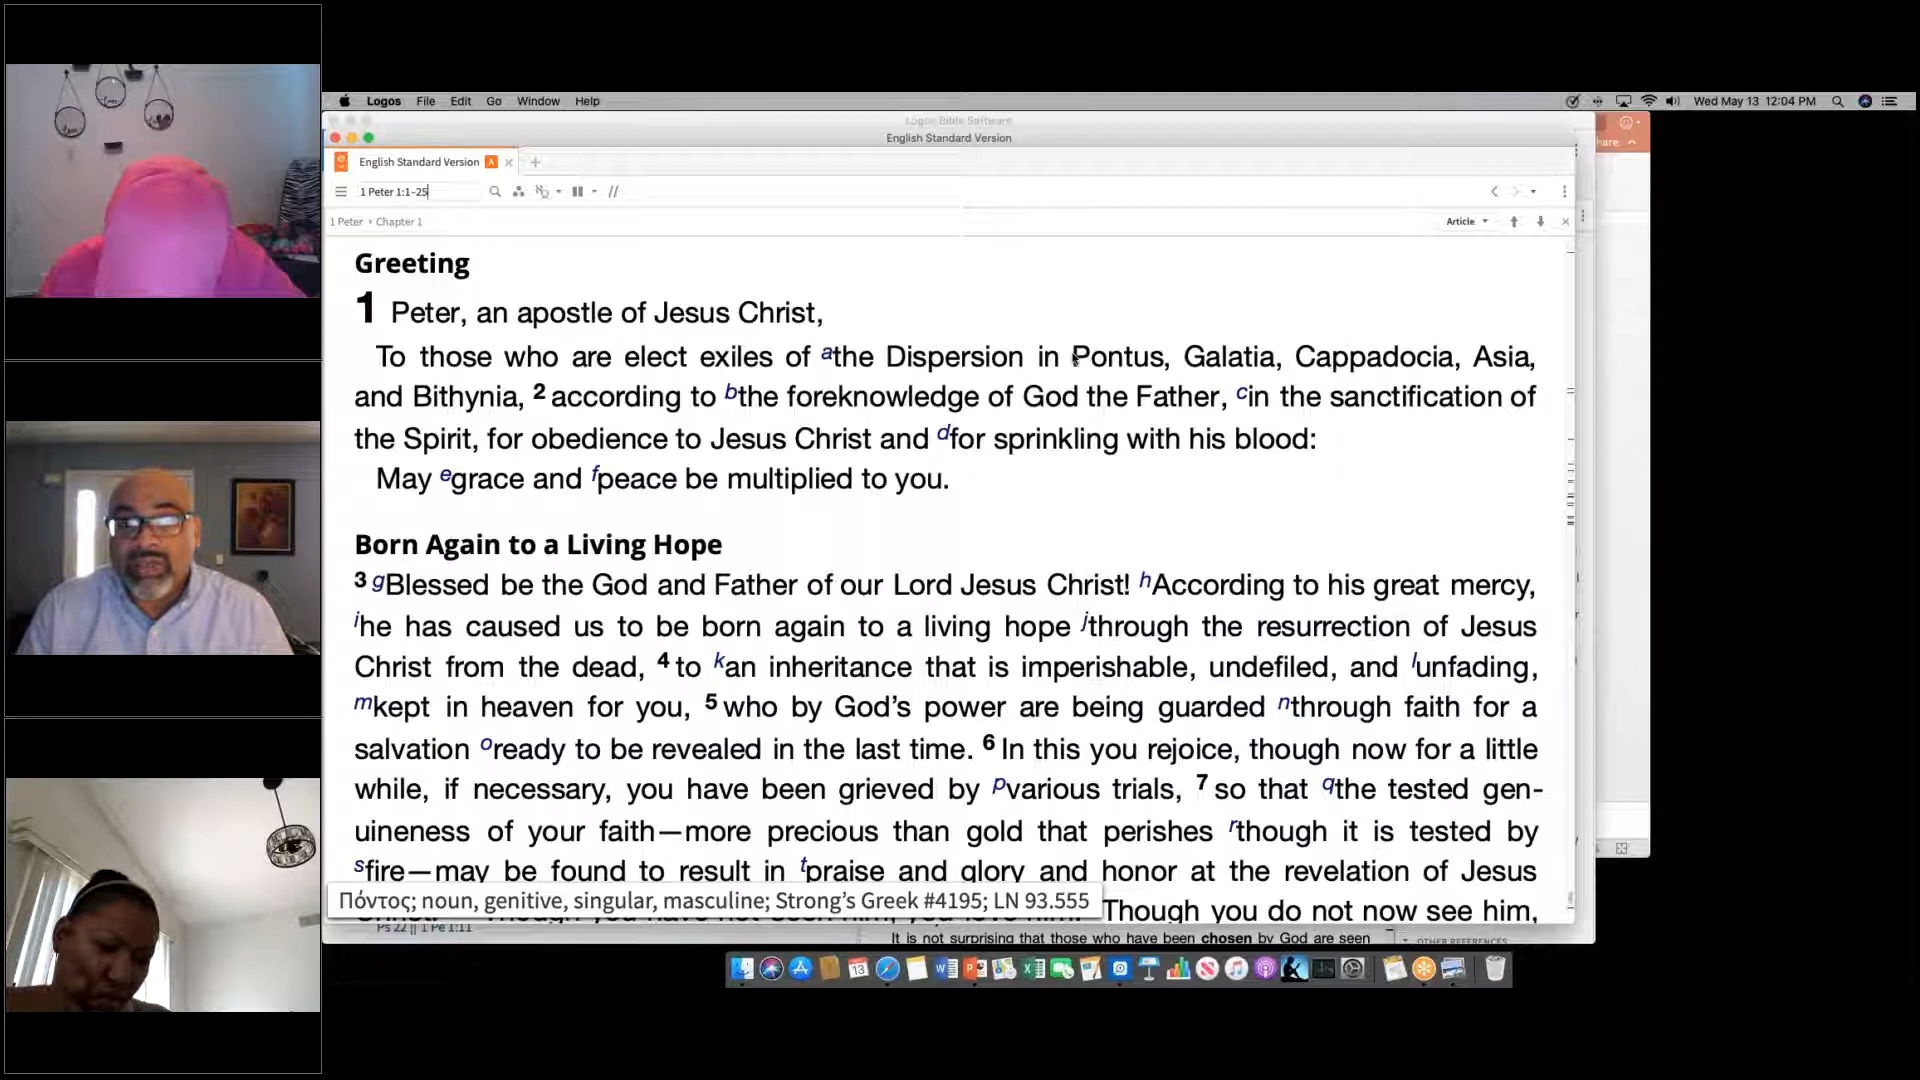 Logos File Edit Go Window Help
Wed May 13 12:04 PM
Logos Bible Software
English Standard Version
English Standard Version A
hare
1 Peter 1:1-25
1 Peter › Chapter 1
Article
Greeting
1 Peter, an apostle of Jesus Christ,
To those who are elect exiles of athe Dispersion in Pontus, Galatia, Cappadocia, Asia,
and Bithynia, 2 according to bthe foreknowledge of God the Father, cin the sanctification of
the Spirit, for obedience to Jesus Christ and dfor sprinkling with his blood:
May egrace and fpeace be multiplied to you.
Born Again to a Living Hope
3 gBlessed be the God and Father of our Lord Jesus Christ! hAccording to his great mercy,
ihe has caused us to be born again to a living hope jthrough the resurrection of Jesus
Christ from the dead, 4 to kan inheritance that is imperishable, undefiled, and lunfading,
mkept in heaven for you, 5 who by God's power are being guarded nthrough faith for a
salvation oready to be revealed in the last time. 6 In this you rejoice, though now for a little
while, if necessary, you have been grieved by pvarious trials, 7 so that qthe tested gen-
uineness of your faith—more precious than gold that perishes rthough it is tested by
sfire—may be found to result in tpraise and glory and honor at the revelation of Jesus
Though you do not now see him,
Πόντος; noun, genitive, singular, masculine; Strong's Greek #4195; LN 93.555
Ps 22 || 1 Pe 1:11
It is not surprising that those who have been chosen by God are seen
OTHER REFERENCES
13